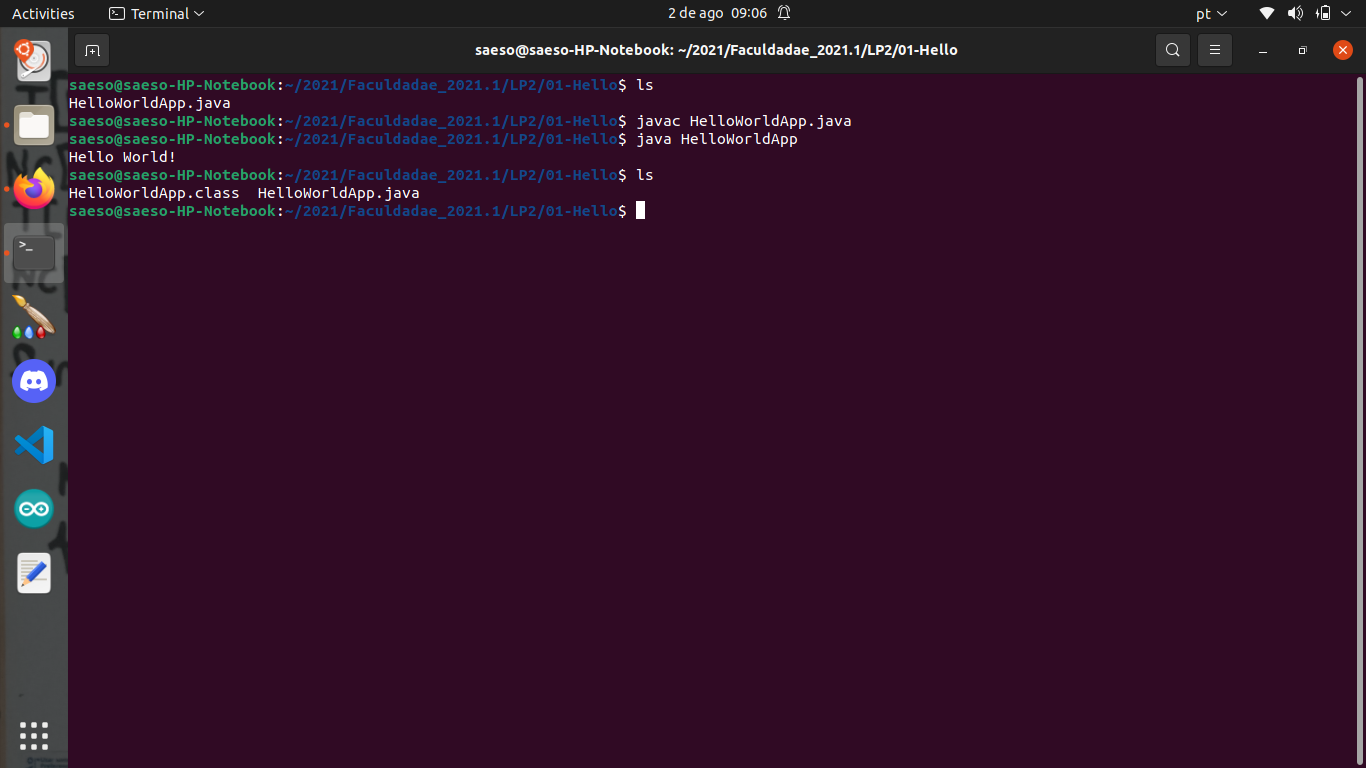 Activities Terminal 2 de ago 09:06 pt
saeso@saeso-HP-Notebook: ~/2021/Faculdadae_2021.1/LP2/01-Hello
saeso@saeso-HP-Notebook:~/2021/Faculdadae_2021.1/LP2/01-Hello$ ls
HelloWorldApp.java
saeso@saeso-HP-Notebook:~/2021/Faculdadae_2021.1/LP2/01-Hello$ javac HelloWorldApp.java
saeso@saeso-HP-Notebook:~/2021/Faculdadae_2021.1/LP2/01-Hello$ java HelloWorldApp
Hello World!
saeso@saeso-HP-Notebook:~/2021/Faculdadae_2021.1/LP2/01-Hello$ ls
HelloWorldApp.class  HelloWorldApp.java
saeso@saeso-HP-Notebook:~/2021/Faculdadae_2021.1/LP2/01-Hello$